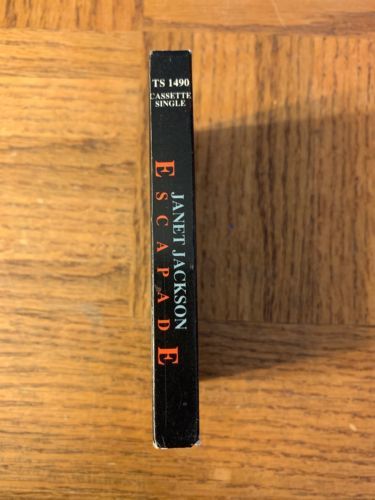 TS 1490
CASSETTE
SINGLE
JANET JACKSON
ESCAPADE